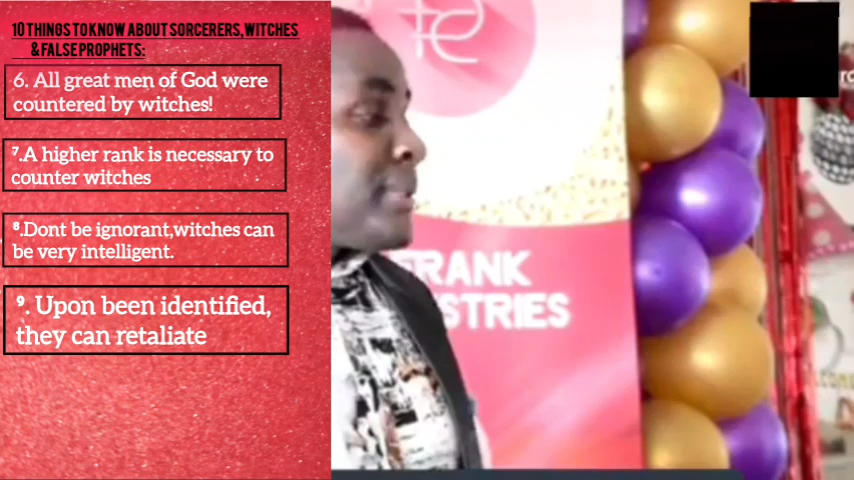 10 THINGS TO KNOW ABOUT SORCERERS, WITCHES
& FALSE PROPHETS:
6. All great men of God were
countered by witches!
7.A higher rank is necessary to
counter witches
8.Dont be ignorant,witches can
be very intelligent.
9. Upon been identified,
they can retaliate
RANK
STRIES